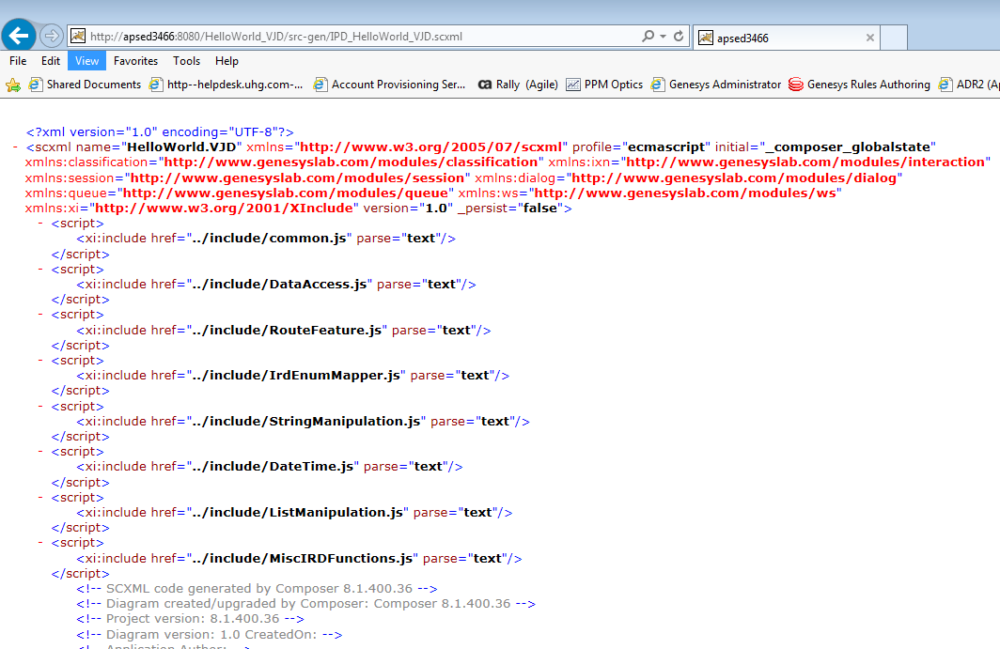 http://apsed3466:8080/HelloWorld_VJD/src-gen/IPD_HelloWorld_VJD.scxml
apsed3466
File Edit View Favorites Tools Help
Shared Documents http--helpdesk.uhg.com-... Account Provisioning Ser... ca Rally (Agile) PPM Optics Genesys Administrator Genesys Rules Authoring ADR2 (Ap
<?xml version="1.0" encoding="UTF-8"?>
- <scxml name="HelloWorld.VJD" xmlns="http://www.w3.org/2005/07/scxml" profile="ecmascript" initial="_composer_globalstate"
xmlns:classification="http://www.genesyslab.com/modules/classification" xmlns:ixn="http://www.genesyslab.com/modules/interaction"
xmlns:session="http://www.genesyslab.com/modules/session" xmlns:dialog="http://www.genesyslab.com/modules/dialog"
xmlns:queue="http://www.genesyslab.com/modules/queue" xmlns:ws="http://www.genesyslab.com/modules/ws"
xmlns:xi="http://www.w3.org/2001/XInclude" version="1.0" _persist="false">
- <script>
<xi:include href="../include/common.js" parse="text"/>
</script>
- <script>
<xi:include href="../include/DataAccess.js" parse="text"/>
</script>
- <script>
<xi:include href="../include/RouteFeature.js" parse="text"/>
</script>
- <script>
<xi:include href="../include/IrdEnumMapper.js" parse="text"/>
</script>
- <script>
<xi:include href="../include/StringManipulation.js" parse="text"/>
</script>
- <script>
<xi:include href="../include/DateTime.js" parse="text"/>
</script>
- <script>
<xi:include href="../include/ListManipulation.js" parse="text"/>
</script>
- <script>
<xi:include href="../include/MiscIRDFunctions.js" parse="text"/>
</script>
<!-- SCXML code generated by Composer 8.1.400.36 -->
<!-- Diagram created/upgraded by Composer: Composer 8.1.400.36 -->
<!-- Project version: 8.1.400.36 -->
<!-- Diagram version: 1.0 CreatedOn: -->
<!-- Application Author: -->